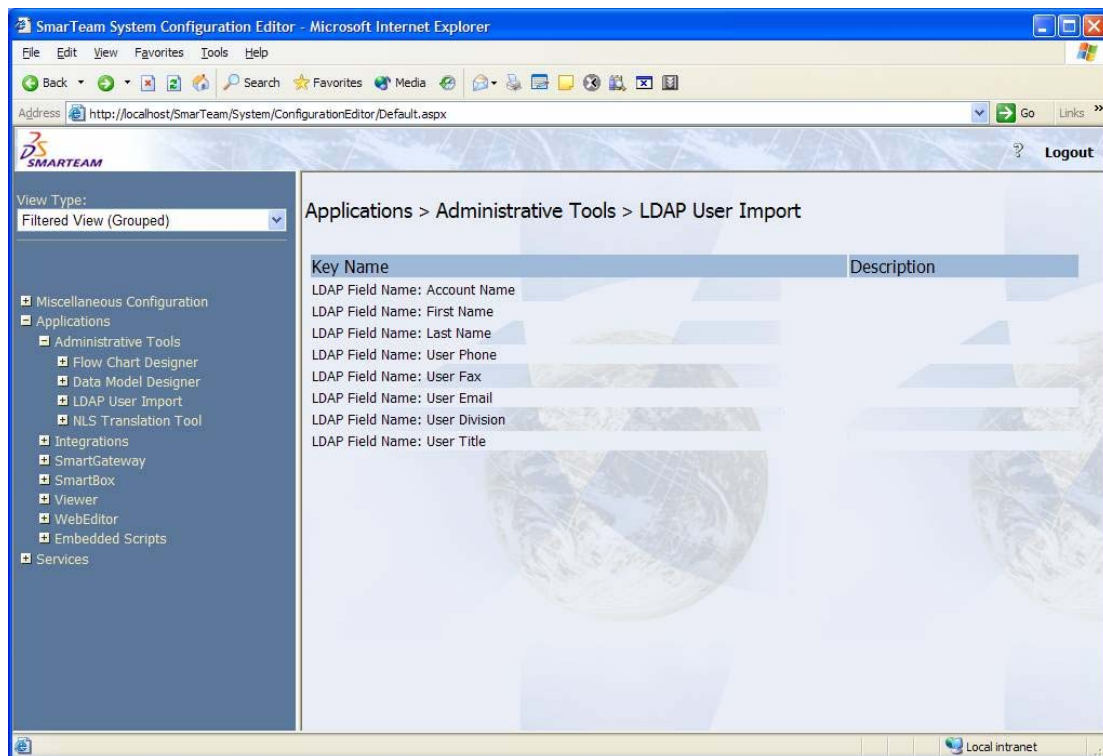 SmarTeam System Configuration Editor - Microsoft Internet Explorer
File Edit View Favorites Tools Help
Back Search Favorites Media
Address http://localhost/SmarTeam/System/ConfigurationEditor/Default.aspx Go Links »
3DS SMARTEAM
? Logout
View Type:
Filtered View (Grouped)
Miscellaneous Configuration
Applications
Administrative Tools
Flow Chart Designer
Data Model Designer
LDAP User Import
NLS Translation Tool
Integrations
SmartGateway
SmartBox
Viewer
WebEditor
Embedded Scripts
Services
Applications > Administrative Tools > LDAP User Import
Key Name Description
LDAP Field Name: Account Name
LDAP Field Name: First Name
LDAP Field Name: Last Name
LDAP Field Name: User Phone
LDAP Field Name: User Fax
LDAP Field Name: User Email
LDAP Field Name: User Division
LDAP Field Name: User Title
Local intranet